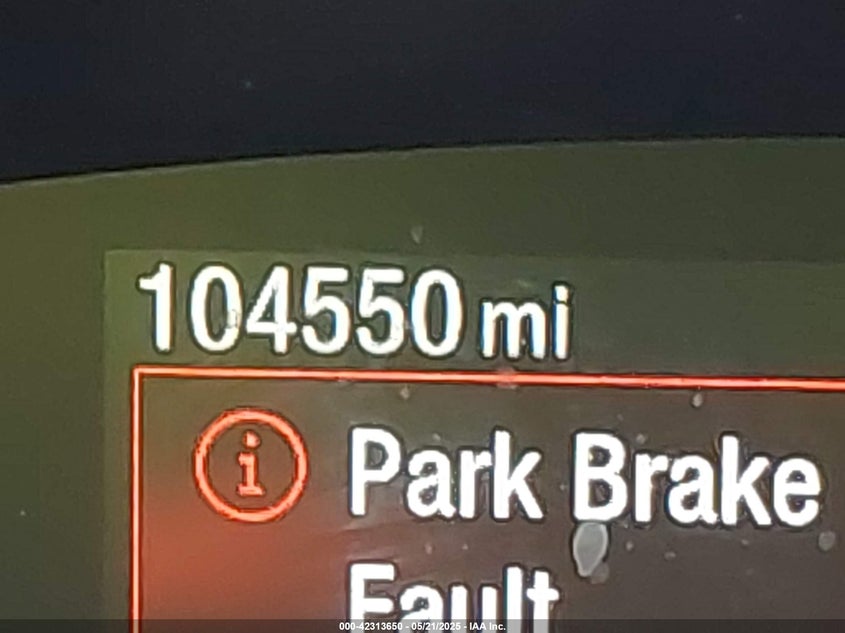 104550 mi
i
Park Brake
Fault
000-42313650 - 05/21/2025 - IAA Inc.